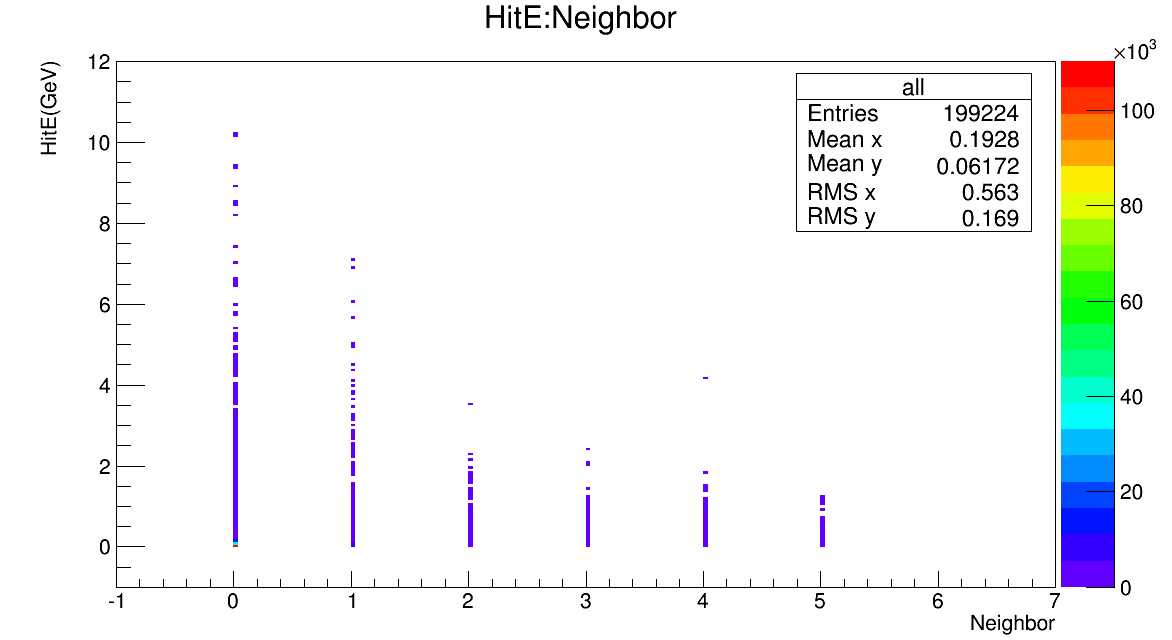 HitE:Neighbor
×10³
HitE(GeV)
12
10
8
6
4
2
0
all
Entries 199224
Mean x 0.1928
Mean y 0.06172
RMS x 0.563
RMS y 0.169
100
80
60
40
20
0
-1 0 1 2 3 4 5 6 7
Neighbor